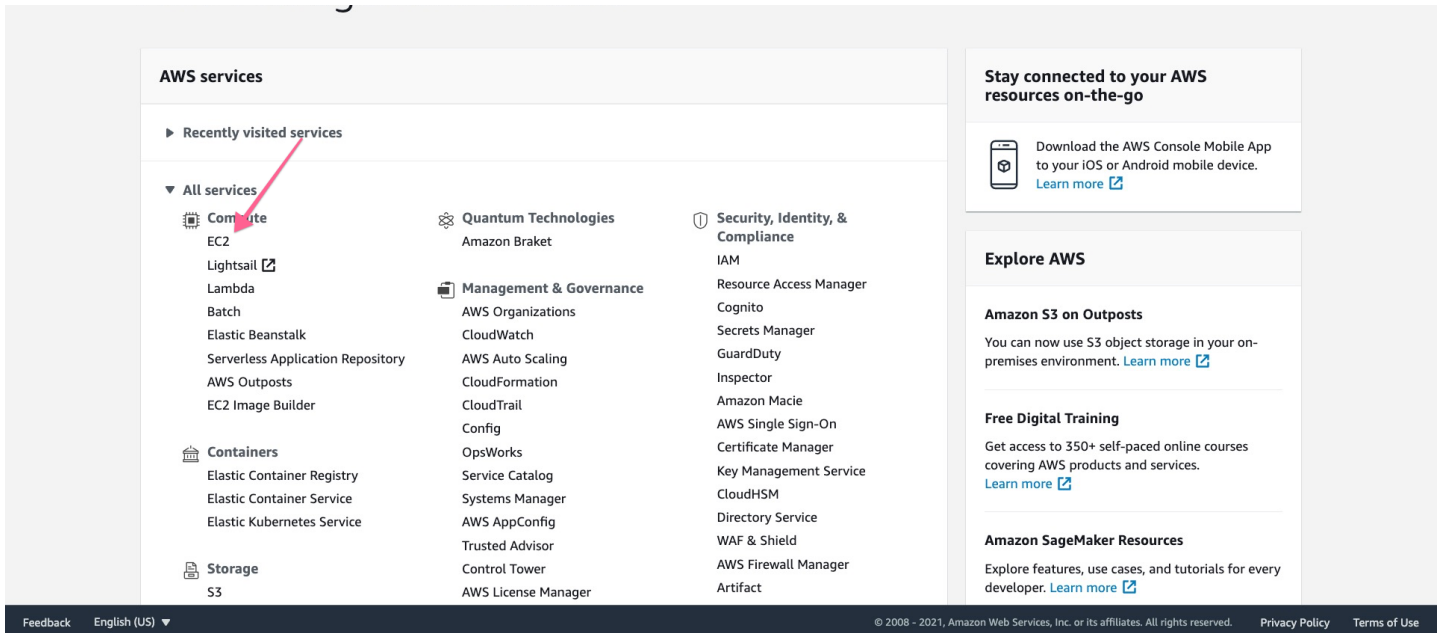 AWS services
Recently visited services
All services
Compute
EC2
Lightsail
Lambda
Batch
Elastic Beanstalk
Serverless Application Repository
AWS Outposts
EC2 Image Builder
Containers
Elastic Container Registry
Elastic Container Service
Elastic Kubernetes Service
Storage
S3
Quantum Technologies
Amazon Braket
Management & Governance
AWS Organizations
CloudWatch
AWS Auto Scaling
CloudFormation
CloudTrail
Config
OpsWorks
Service Catalog
Systems Manager
AWS AppConfig
Trusted Advisor
Control Tower
AWS License Manager
Security, Identity, &
Compliance
IAM
Resource Access Manager
Cognito
Secrets Manager
GuardDuty
Inspector
Amazon Macie
AWS Single Sign-On
Certificate Manager
Key Management Service
CloudHSM
Directory Service
WAF & Shield
AWS Firewall Manager
Artifact
Stay connected to your AWS
resources on-the-go
Download the AWS Console Mobile App
to your iOS or Android mobile device.
Learn more
Explore AWS
Amazon S3 on Outposts
You can now use S3 object storage in your on-
premises environment. Learn more
Free Digital Training
Get access to 350+ self-paced online courses
covering AWS products and services.
Learn more
Amazon SageMaker Resources
Explore features, use cases, and tutorials for every
developer. Learn more
Feedback English (US) © 2008 - 2021, Amazon Web Services, Inc. or its affiliates. All rights reserved. Privacy Policy Terms of Use